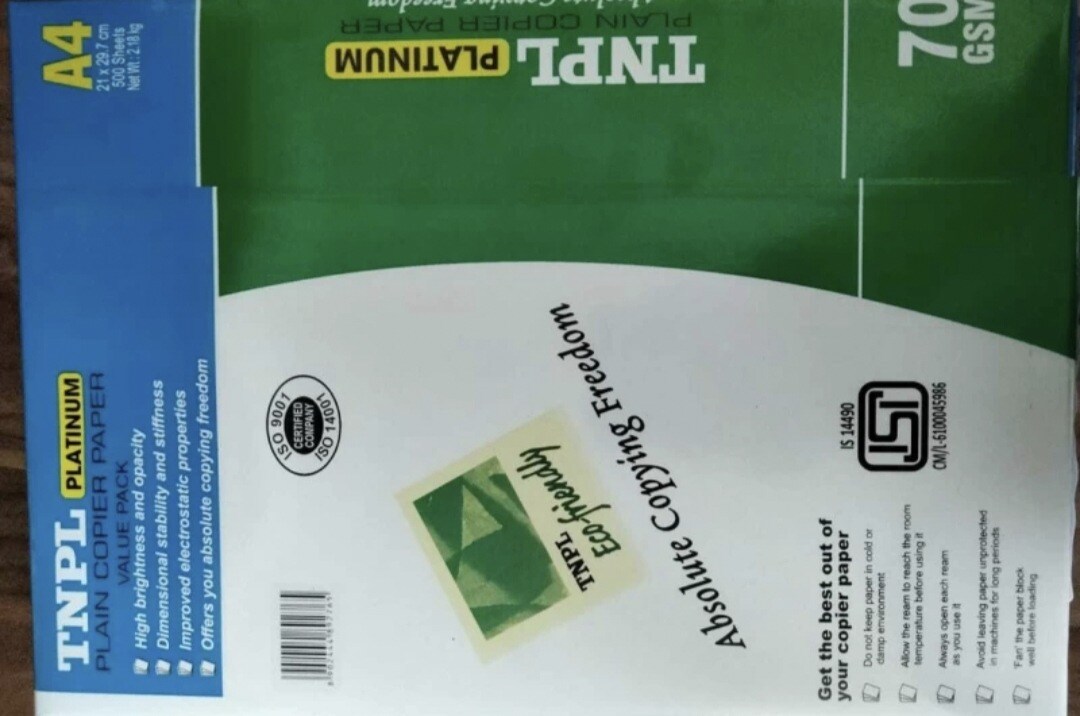 TNPL PLATINUM
PLAIN COPIER PAPER
VALUE PACK
High brightness and opacity
Dimensional stability and stiffness
Improved electrostatic properties
Offers you absolute copying freedom
A4
21 x 29.7 cm
500 Sheets
Net Wt.: 2.18 kg
TNPL PLATINUM
PLAIN COPIER PAPER
Absolute Copying Freedom
70
GSM
ISO 9001
CERTIFIED
COMPANY
ISO 14001
TNPL
Eco-friendly
Absolute Copying Freedom
IS 14490
ISI
CM/L-6100045986
Get the best out of
your copier paper
Do not keep paper in cold or
damp environment
Allow the ream to reach the room
temperature before using it
Always open each ream
as you use it
Avoid leaving paper unprotected
in machines for long periods
'Fan' the paper block
well before loading